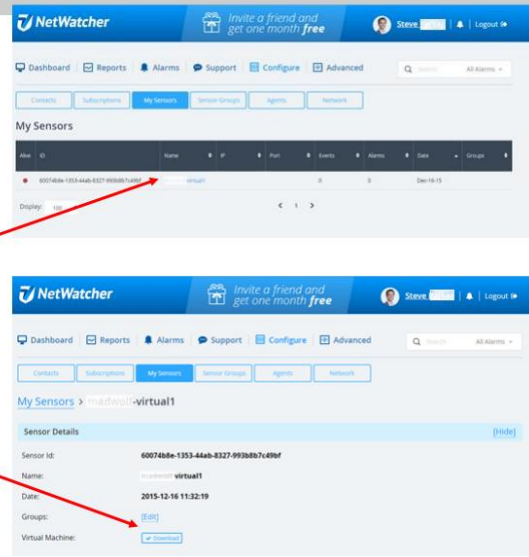 NetWatcher
Invite a friend and
get one month free
Steve
Logout
Dashboard Reports Alarms Support Configure Advanced
Search All Alarms
Contacts Subscriptions My Sensors Sensor Groups Agents Network
My Sensors
Alive ID Name IP Port Events Alarms Date Groups
60074b8e-1353-44ab-8327-993b8b7c49bf virtual1 0 0 Dec-16-15
Display: 100 < 1 >
NetWatcher
Invite a friend and
get one month free
Steve
Logout
Dashboard Reports Alarms Support Configure Advanced
Search All Alarms
Contacts Subscriptions My Sensors Sensor Groups Agents Network
My Sensors > -virtual1
Sensor Details [Hide]
Sensor Id: 60074b8e-1353-44ab-8327-993b8b7c49bf
Name: virtual1
Date: 2015-12-16 11:32:19
Groups: [Edit]
Virtual Machine: Download